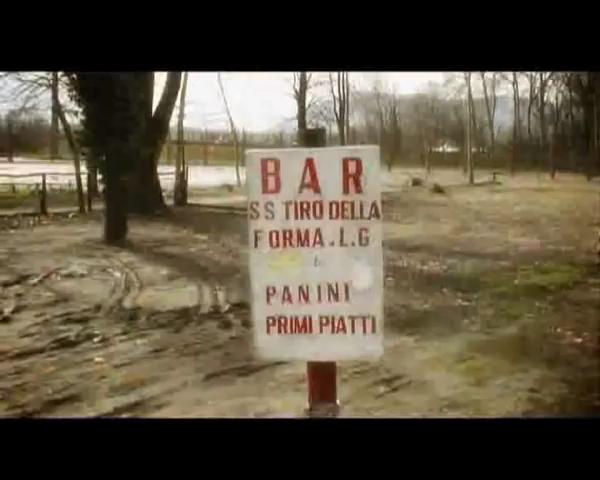 BAR
S S TIRO DELLA
FORMA.L.G
PANINI
PRIMI PIATTI